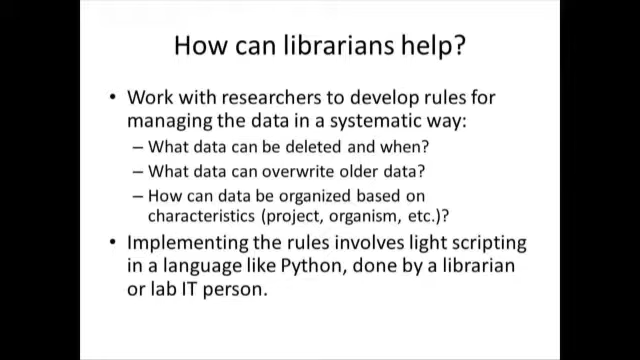 How can librarians help?
• Work with researchers to develop rules for
managing the data in a systematic way:
– What data can be deleted and when?
– What data can overwrite older data?
– How can data be organized based on
characteristics (project, organism, etc.)?
• Implementing the rules involves light scripting
in a language like Python, done by a librarian
or lab IT person.